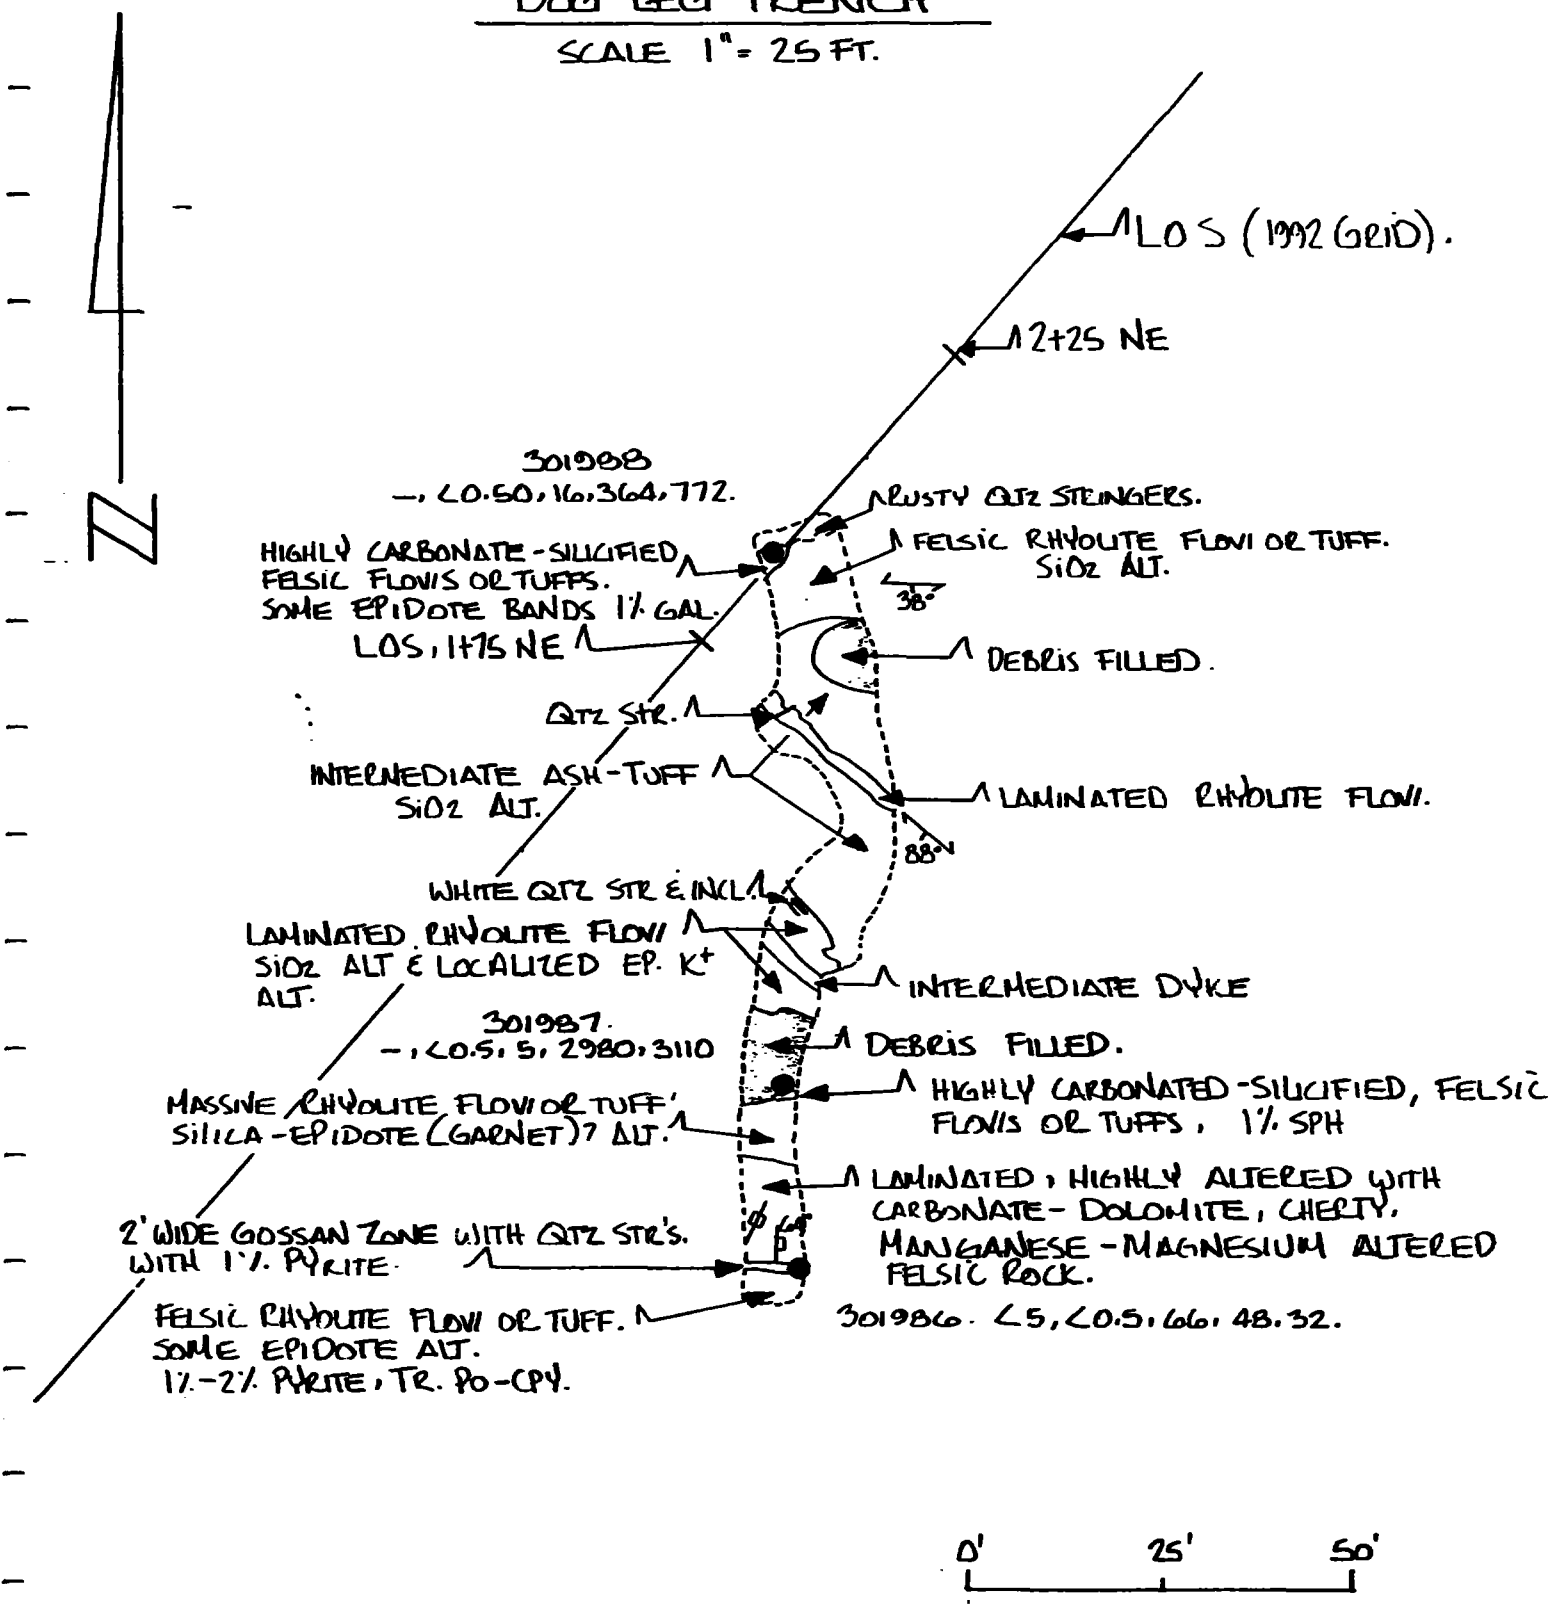 DOG LEG TRENCH
SCALE 1" = 25 FT.
LOS (1992 GRID).
2+25 NE
301988
-, <0.50, 16, 364, 772.
RUSTY QTZ STRINGERS.
HIGHLY CARBONATE-SILICIFIED
FELSIC FLOWS OR TUFFS.
SOME EPIDOTE BANDS 1% GAL.
FELSIC RHYOLITE FLOW OR TUFF.
SiO2 ALT.
38°
LOS, 1+75 NE
DEBRIS FILLED.
QTZ STR.
INTERMEDIATE ASH-TUFF
SiO2 ALT.
LAMINATED RHYOLITE FLOW.
88°
WHITE QTZ STR & INCL.
LAMINATED RHYOLITE FLOW
SiO2 ALT & LOCALIZED EP. K+
ALT.
INTERMEDIATE DYKE
301987.
-, <0.5, 5, 2980, 3110
DEBRIS FILLED.
HIGHLY CARBONATED-SILICIFIED, FELSIC
FLOWS OR TUFFS, 1% SPH
MASSIVE RHYOLITE FLOW OR TUFF
SILICA-EPIDOTE (GARNET)? ALT.
LAMINATED, HIGHLY ALTERED WITH
CARBONATE-DOLOMITE, CHERTY.
MANGANESE-MAGNESIUM ALTERED
FELSIC ROCK.
2' WIDE GOSSAN ZONE WITH QTZ STR'S.
WITH 1% PYRITE.
301986. <5, <0.5, 66, 48, 32.
FELSIC RHYOLITE FLOW OR TUFF.
SOME EPIDOTE ALT.
1%-2% PYRITE, TR. PO-CPY.
0' 25' 50'
N